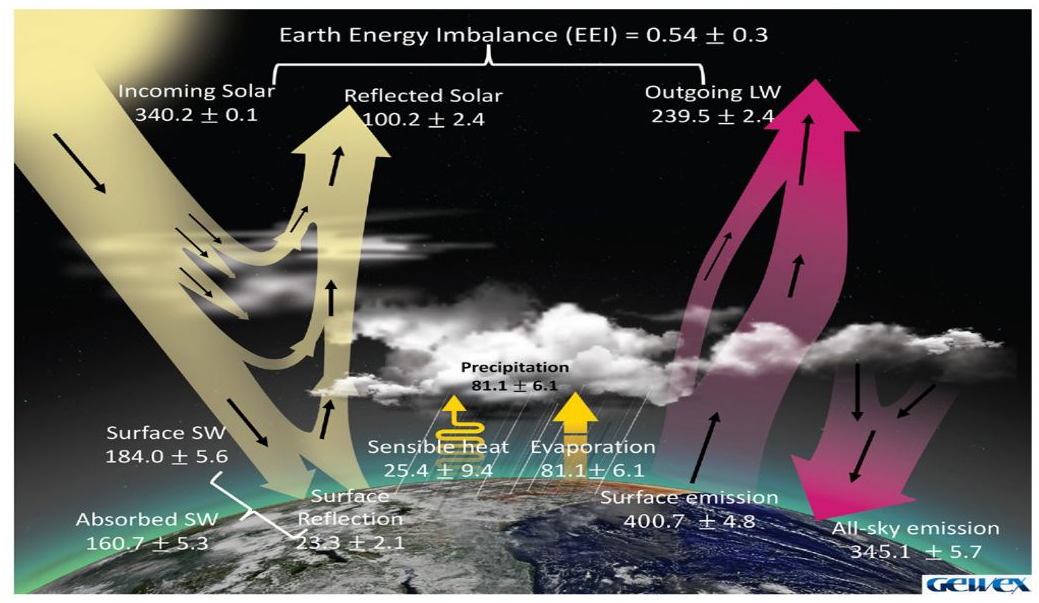 Earth Energy Imbalance (EEI) = 0.54 ± 0.3
Incoming Solar
340.2 ± 0.1
Reflected Solar
100.2 ± 2.4
Outgoing LW
239.5 ± 2.4
Precipitation
81.1 ± 6.1
Surface SW
184.0 ± 5.6
Sensible heat
25.4 ± 9.4
Evaporation
81.1± 6.1
Absorbed SW
160.7 ± 5.3
Surface
Reflection
23.3 ± 2.1
Surface emission
400.7 ± 4.8
All-sky emission
345.1 ± 5.7
GEWEX